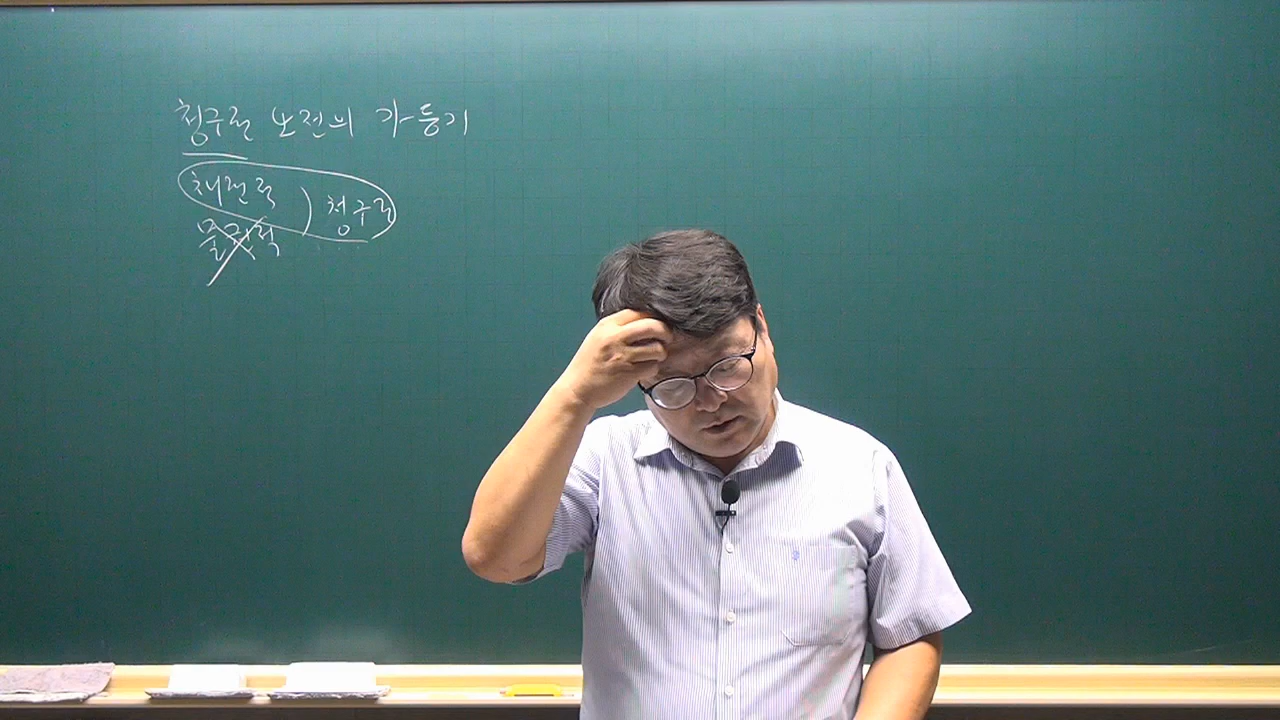 청구권 보전의 가등기
채권적 ) 청구권
물권적